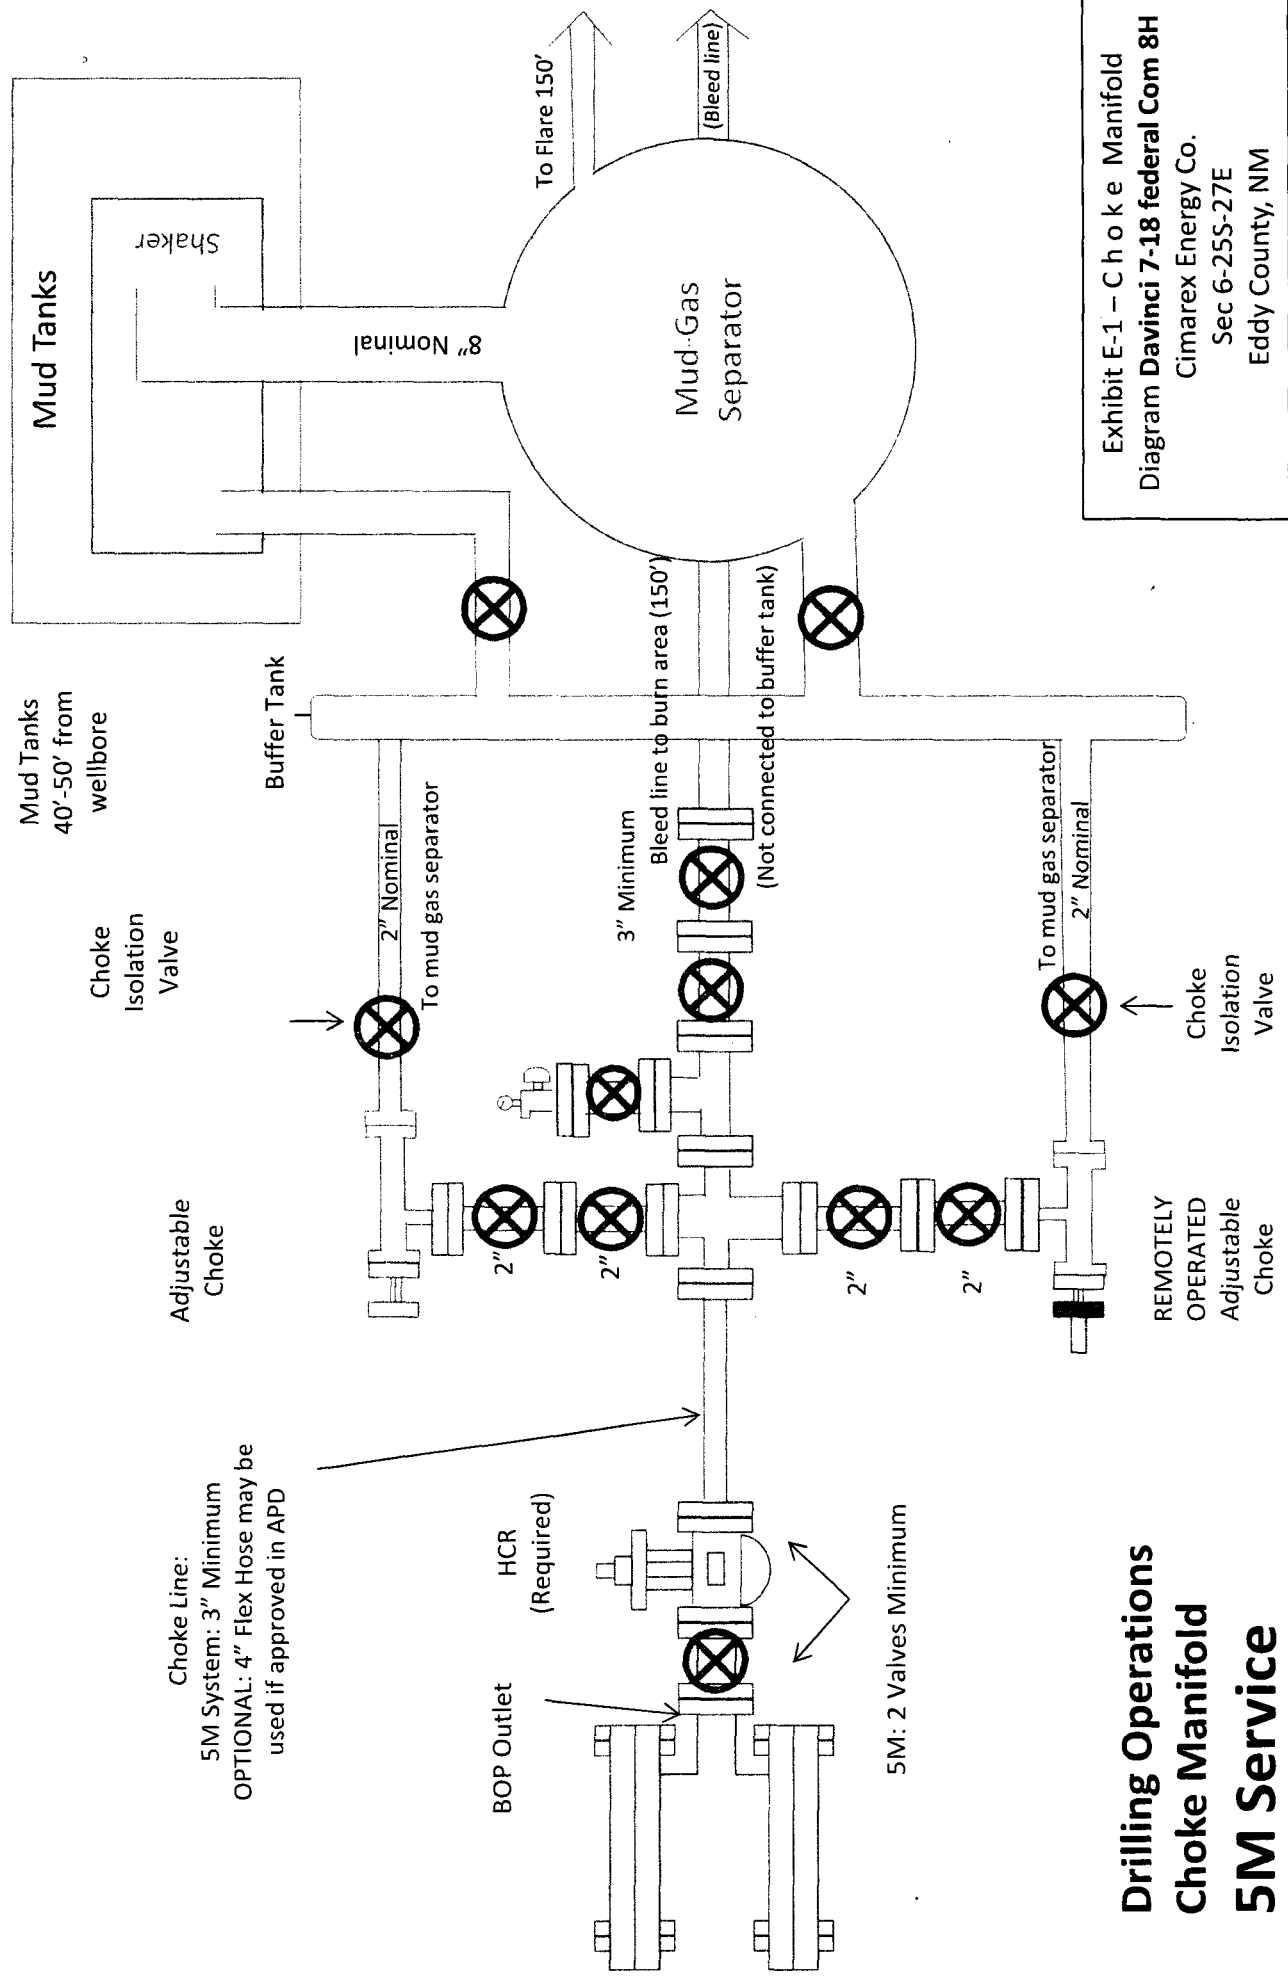 Mud Tanks
40'-50' from
wellbore
Mud Tanks
Shaker
8" Nominal
Buffer Tank
To Flare 150'
(Bleed line)
Mud-Gas
Separator
Choke
Isolation
Valve
2" Nominal
To mud gas separator
3" Minimum
Bleed line to burn area (150')
(Not connected to buffer tank)
To mud gas separator
2" Nominal
Choke
Isolation
Valve
Adjustable
Choke
2"
2"
2"
2"
REMOTELY
OPERATED
Adjustable
Choke
Choke Line:
5M System: 3" Minimum
OPTIONAL: 4" Flex Hose may be
used if approved in APD
HCR
(Required)
BOP Outlet
5M: 2 Valves Minimum
Drilling Operations
Choke Manifold
5M Service
Exhibit E-1 – Choke Manifold
Diagram Davinci 7-18 federal Com 8H
Cimarex Energy Co.
Sec 6-25S-27E
Eddy County, NM